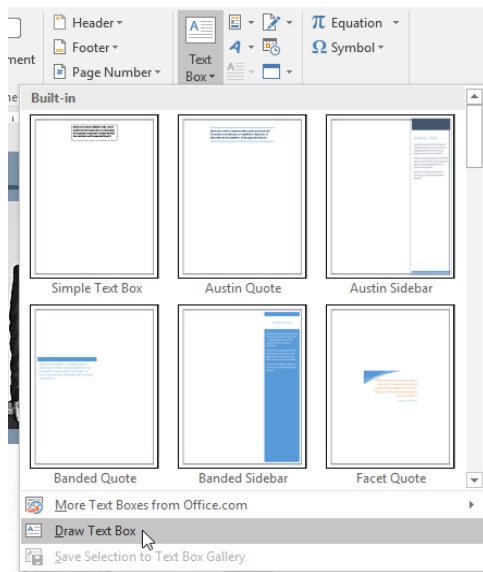 Header
Footer
Page Number
ment
Text
Box
Equation
Symbol
Built-in
Simple Text Box
Austin Quote
Austin Sidebar
Banded Quote
Banded Sidebar
Facet Quote
More Text Boxes from Office.com
Draw Text Box
Save Selection to Text Box Gallery